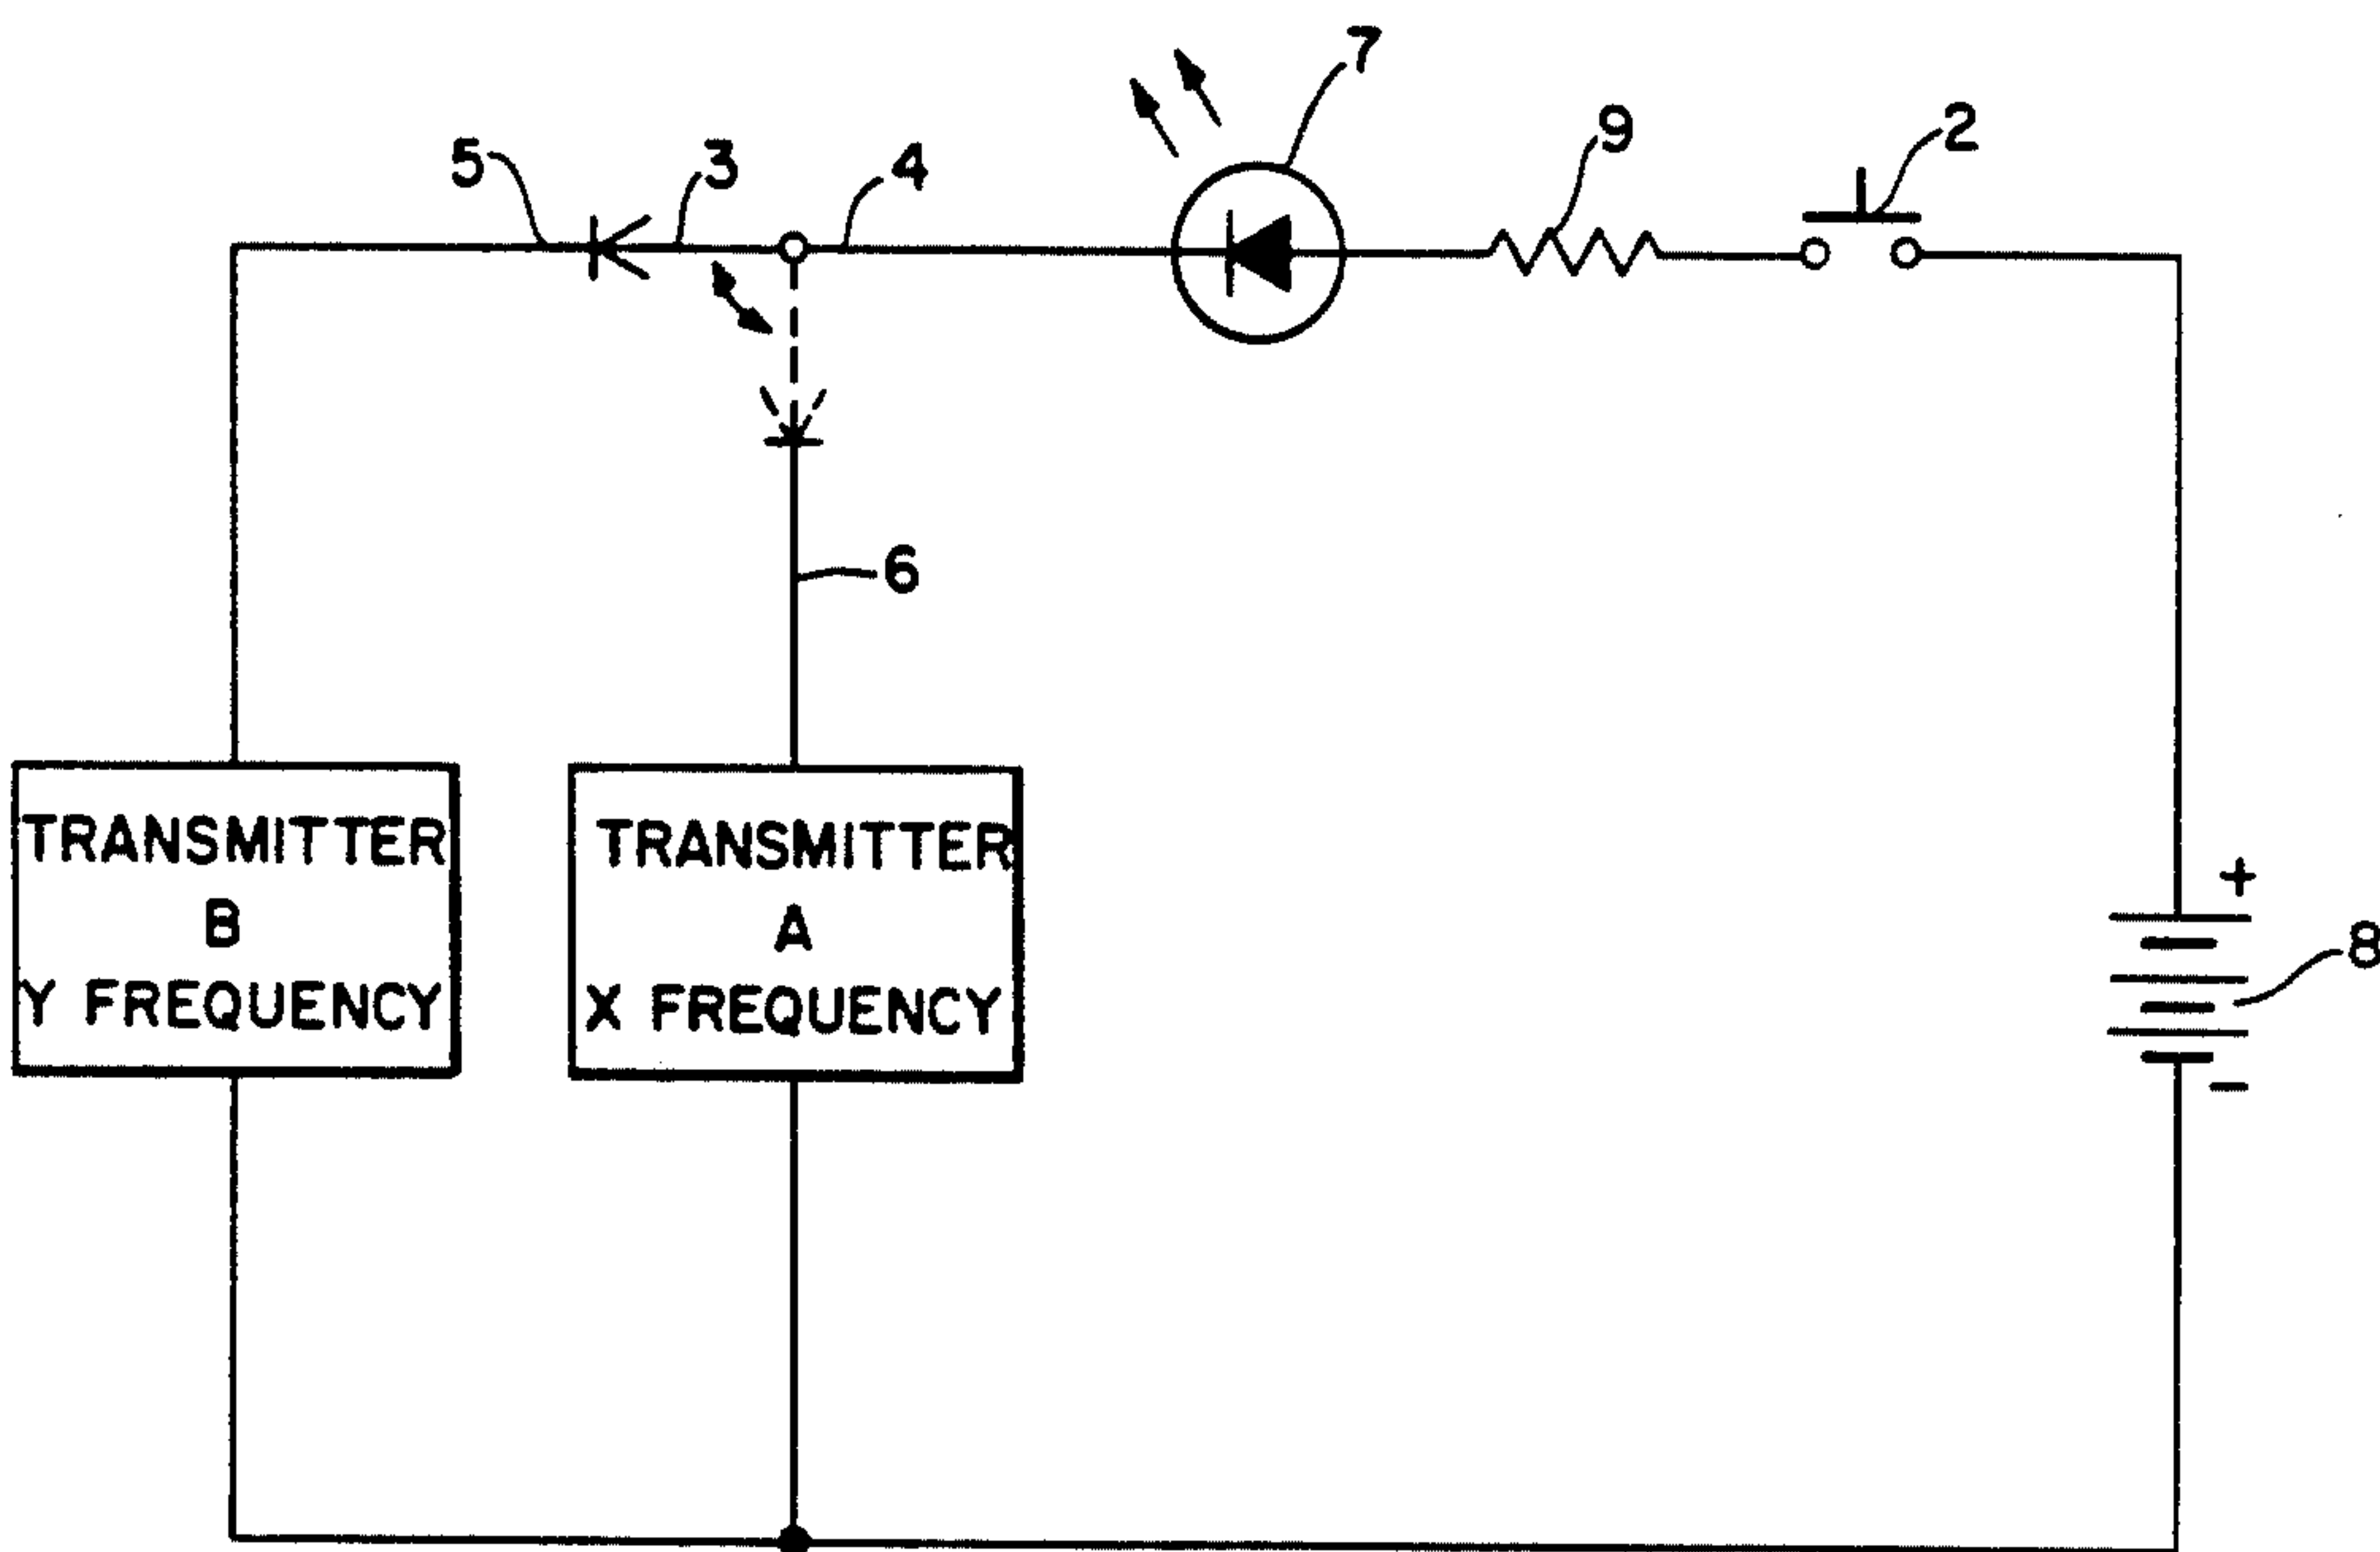 7
9
2
5
3
4
6
TRANSMITTER
B
Y FREQUENCY
TRANSMITTER
A
X FREQUENCY
+
8
−